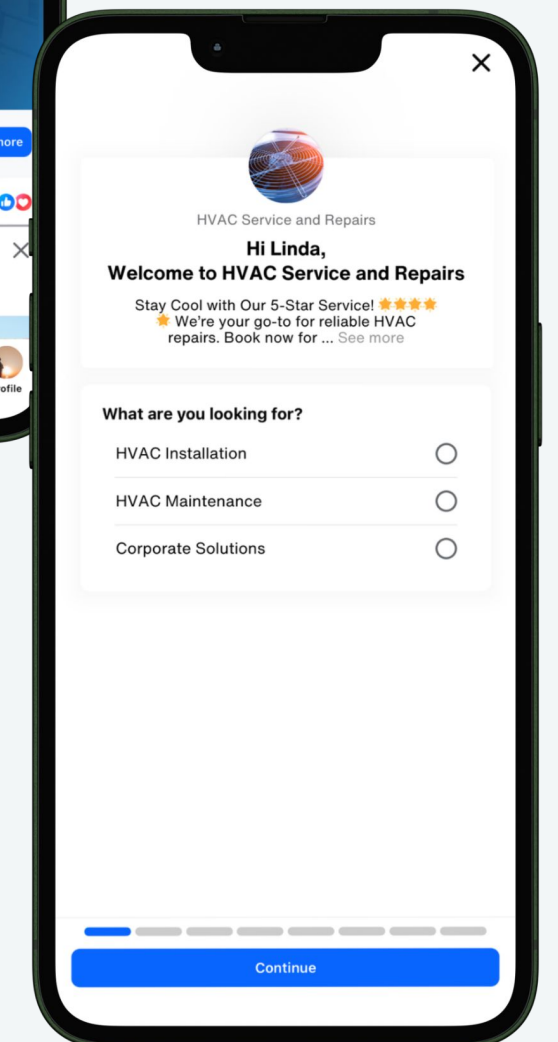 more
ofile
HVAC Service and Repairs
Hi Linda,
Welcome to HVAC Service and Repairs
Stay Cool with Our 5-Star Service! ⭐⭐⭐⭐
⭐ We're your go-to for reliable HVAC
repairs. Book now for ... See more
What are you looking for?
HVAC Installation
HVAC Maintenance
Corporate Solutions
Continue